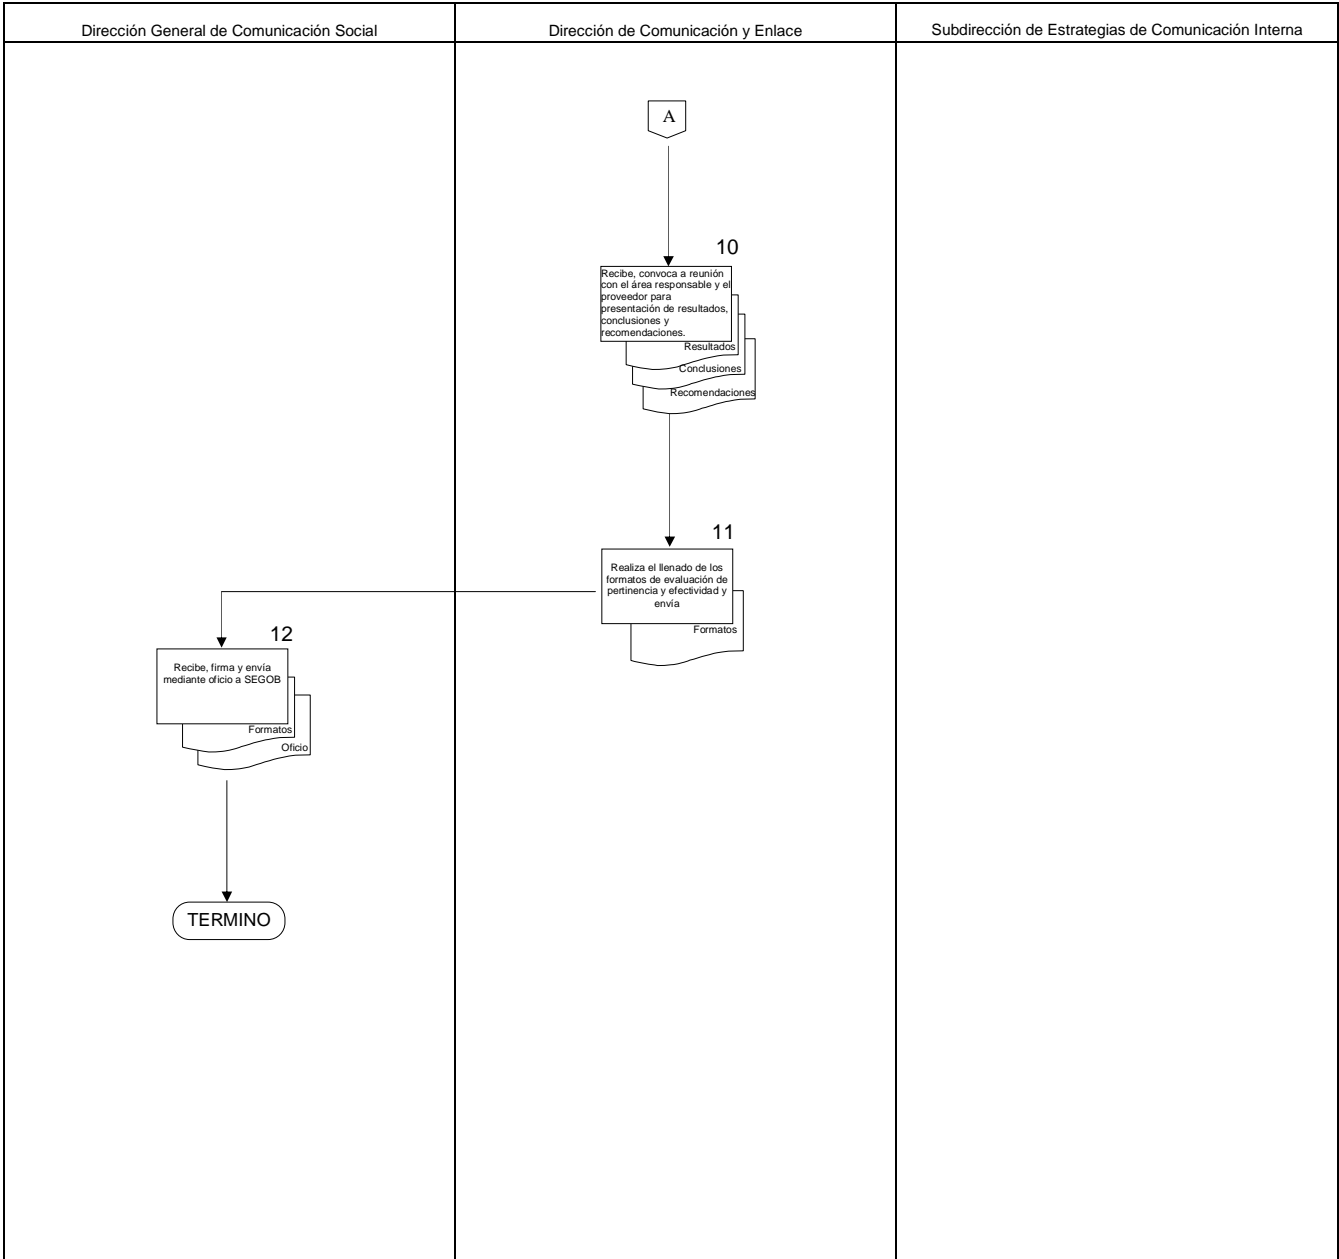 Dirección General de Comunicación Social
Dirección de Comunicación y Enlace
Subdirección de Estrategias de Comunicación Interna
A
10
Recibe, convoca a reunión
con el área responsable y el
proveedor para
presentación de resultados,
conclusiones y
recomendaciones.
Resultados
Conclusiones
Recomendaciones
11
Realiza el llenado de los
formatos de evaluación de
pertinencia y efectividad y
envía
Formatos
12
Recibe, firma y envía
mediante oficio a SEGOB
Formatos
Oficio
TERMINO